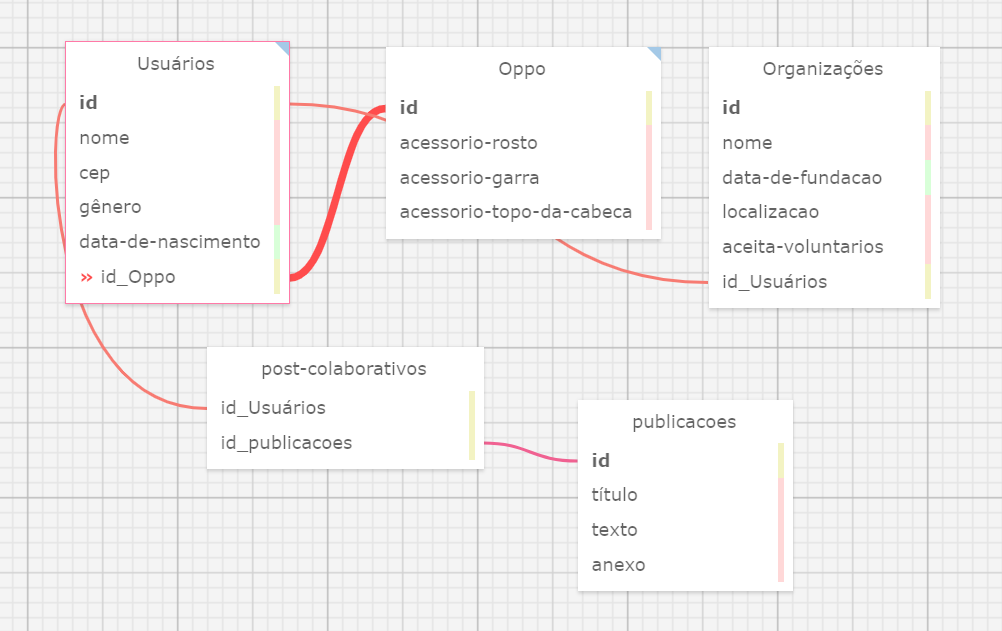 Usuários
id
nome
cep
gênero
data-de-nascimento
» id_Oppo
Oppo
id
acessorio-rosto
acessorio-garra
acessorio-topo-da-cabeca
Organizações
id
nome
data-de-fundacao
localizacao
aceita-voluntarios
id_Usuários
post-colaborativos
id_Usuários
id_publicacoes
publicacoes
id
título
texto
anexo